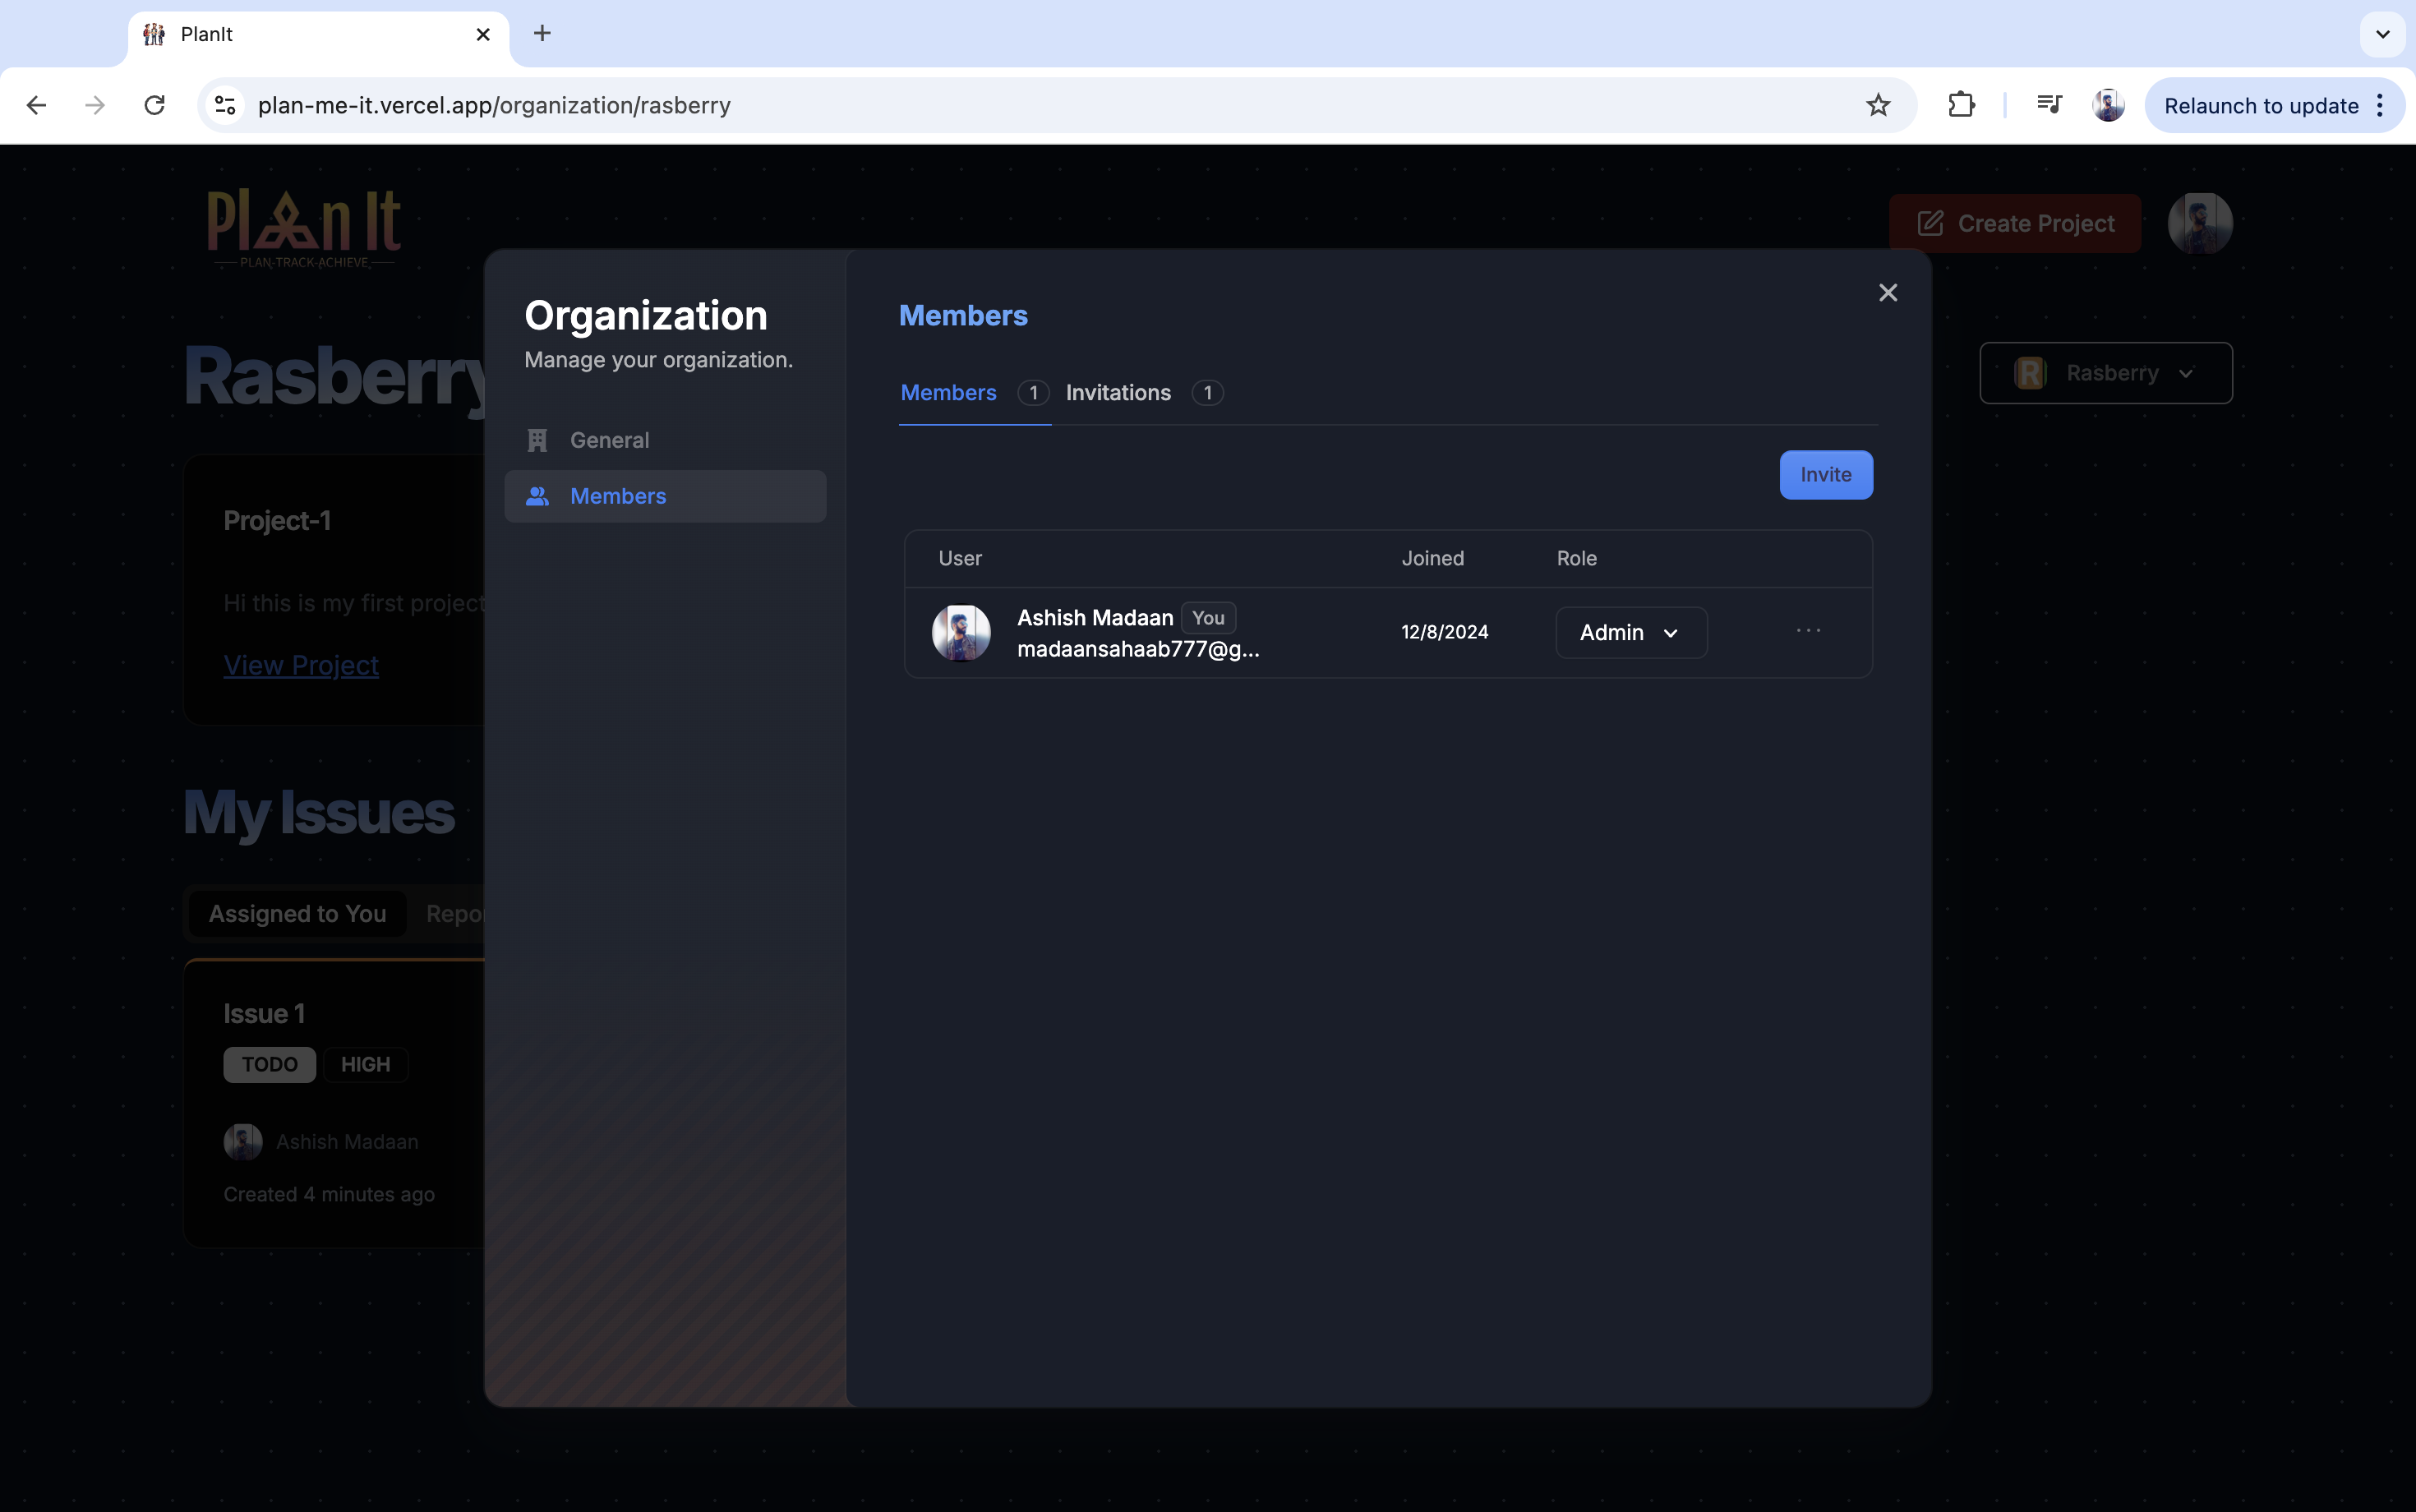 PlanIt
plan-me-it.vercel.app/organization/rasberry
Relaunch to update
Plan It
PLAN-TRACK-ACHIEVE
Create Project
Rasberry
R Rasberry
Project-1
Hi this is my first project
View Project
My Issues
Assigned to You Repor
Issue 1
TODO HIGH
Ashish Madaan
Created 4 minutes ago
Organization
Manage your organization.
General
Members
Members
Members 1 Invitations 1
Invite
User Joined Role
Ashish Madaan You
madaansahaab777@g...
12/8/2024
Admin
...